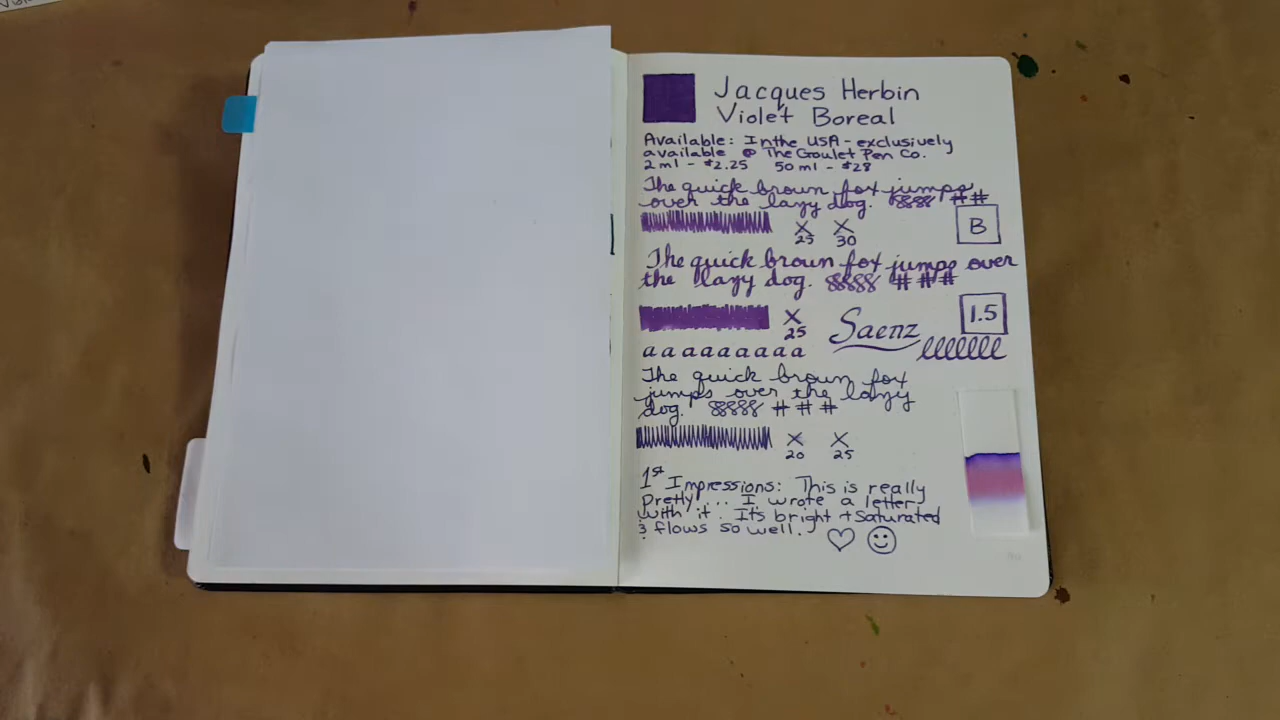 Jacques Herbin
Violet Boreal
Available: In the USA - exclusively
available @ The Goulet Pen Co.
2 ml - $2.25 50 ml - $28
The quick brown fox jumps
over the lazy dog. 8888 ##
X 25 X 30
B
The quick brown fox jumps over
the lazy dog. 88888 # # #
X 25
1.5
Saenz
lllllll
a a a a a a a a a
The quick brown fox
jumps over the lazy
dog. 88888 # # #
X 20 X 25
1st Impressions: This is really
pretty... I wrote a letter
with it. It's bright + saturated
& flows so well. ♡ ☺